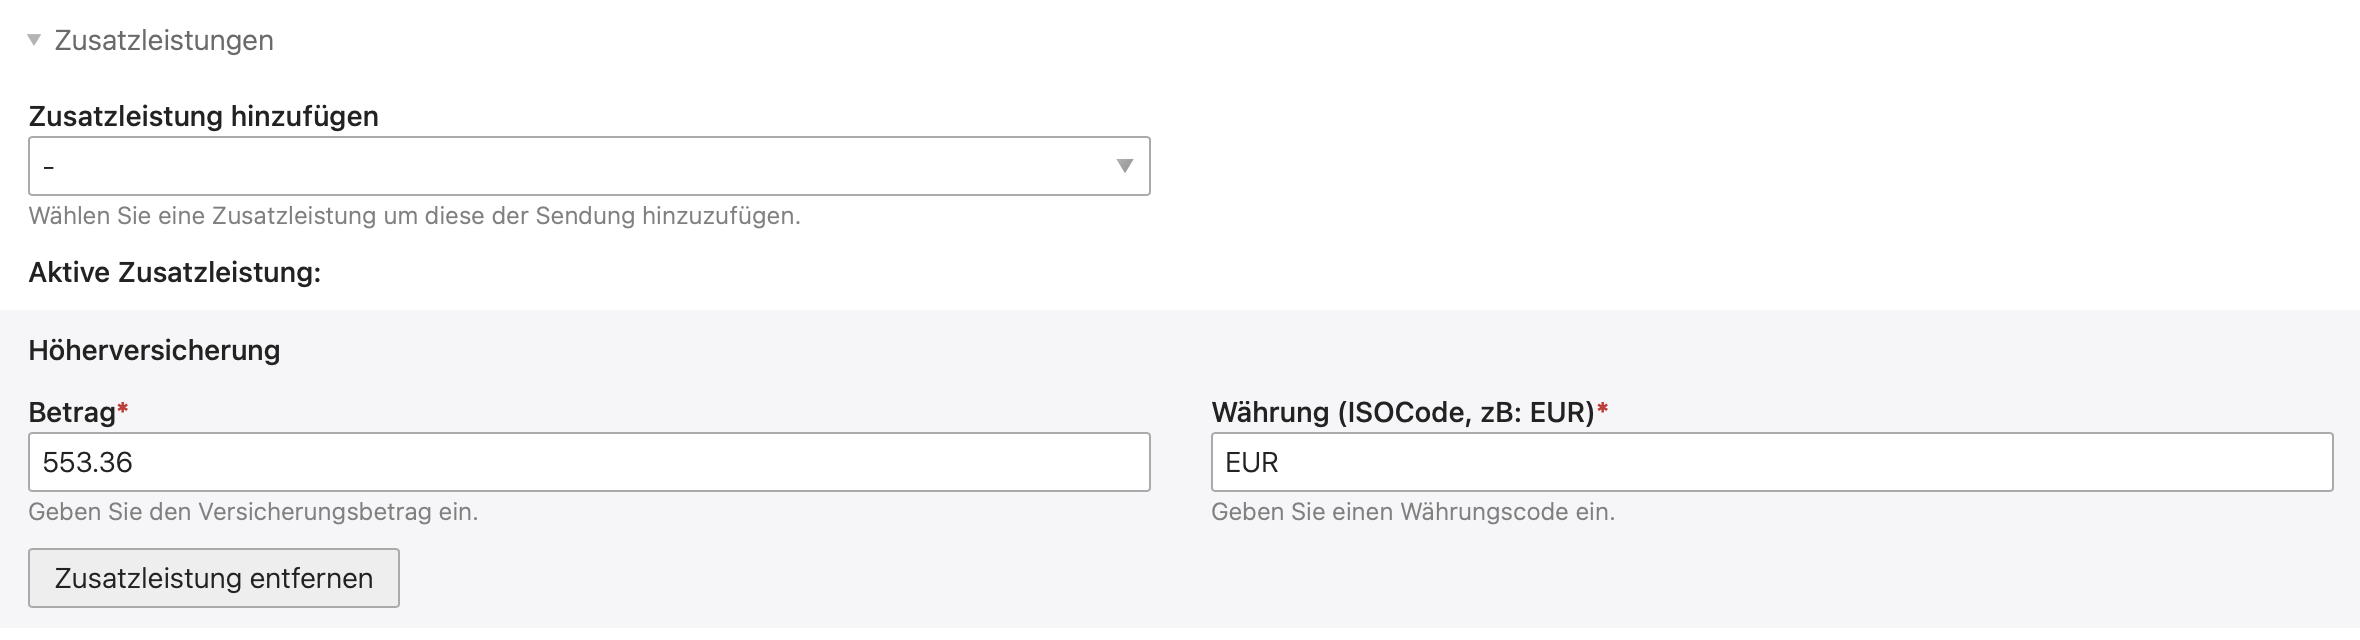 Zusatzleistungen
Zusatzleistung hinzufügen
-
Wählen Sie eine Zusatzleistung um diese der Sendung hinzuzufügen.
Aktive Zusatzleistung:
Höherversicherung
Betrag*
553.36
Geben Sie den Versicherungsbetrag ein.
Währung (ISOCode, zB: EUR)*
EUR
Geben Sie einen Währungscode ein.
Zusatzleistung entfernen